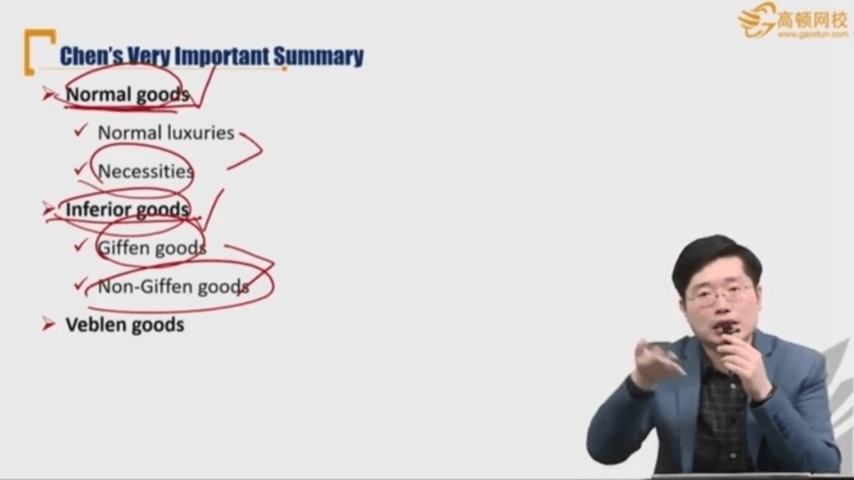 高顿网校
www.gaodun.com
Chen's Very Important Summary
Normal goods
Normal luxuries
Necessities
Inferior goods
Giffen goods
Non-Giffen goods
Veblen goods